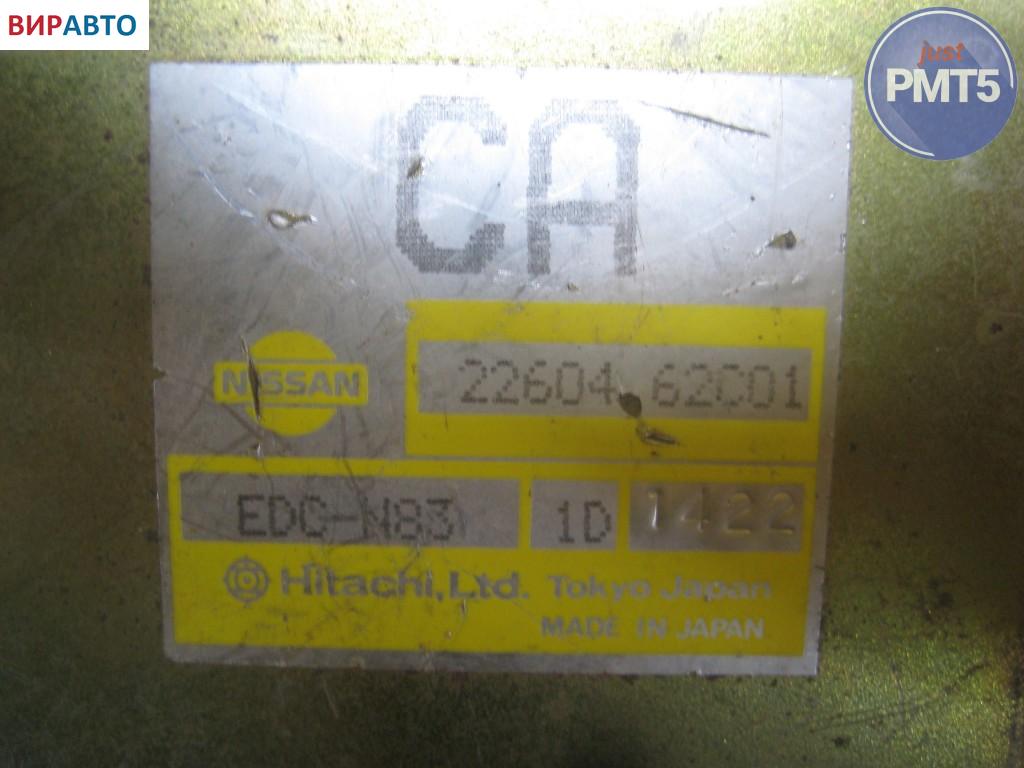 ВИРАВТО
just
PMT5
CA
NISSAN
22604 62C01
EDC-N83 1D 1422
Hitachi, Ltd. Tokyo Japan
MADE IN JAPAN